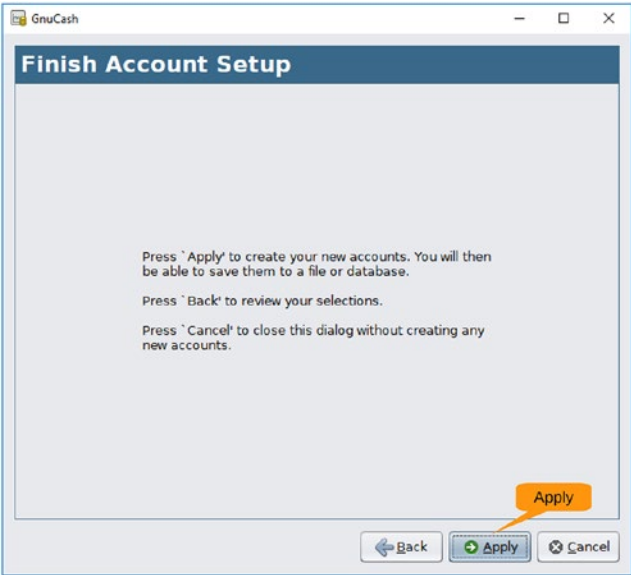 GnuCash
Finish Account Setup
Press `Apply' to create your new accounts. You will then
be able to save them to a file or database.
Press `Back' to review your selections.
Press `Cancel' to close this dialog without creating any
new accounts.
Apply
Back Apply Cancel